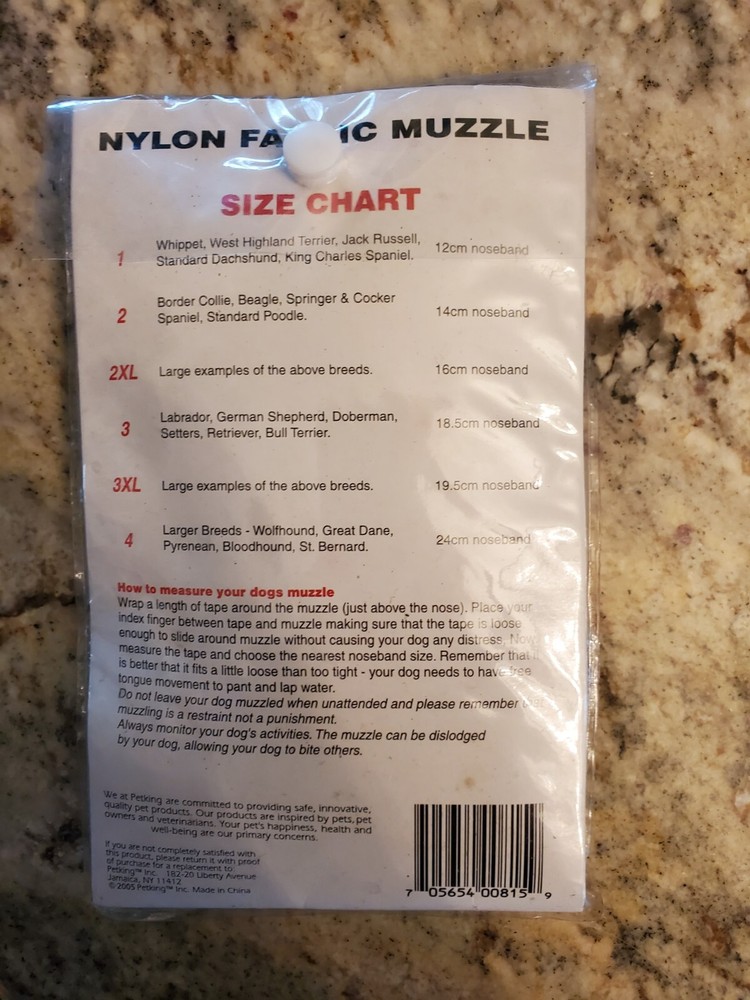 NYLON FA IC MUZZLE
SIZE CHART
1 Whippet, West Highland Terrier, Jack Russell, 12cm noseband
Standard Dachshund, King Charles Spaniel.
2 Border Collie, Beagle, Springer & Cocker 14cm noseband
Spaniel, Standard Poodle.
2XL Large examples of the above breeds. 16cm noseband
3 Labrador, German Shepherd, Doberman, 18.5cm noseband
Setters, Retriever, Bull Terrier.
3XL Large examples of the above breeds. 19.5cm noseband
4 Larger Breeds - Wolfhound, Great Dane, 24cm noseband
Pyrenean, Bloodhound, St. Bernard.
How to measure your dogs muzzle
Wrap a length of tape around the muzzle (just above the nose). Place your
index finger between tape and muzzle making sure that the tape is loose
enough to slide around muzzle without causing your dog any distress. Now
measure the tape and choose the nearest noseband size. Remember that it
is better that it fits a little loose than too tight - your dog needs to have free
tongue movement to pant and lap water.
Do not leave your dog muzzled when unattended and please remember that
muzzling is a restraint not a punishment.
Always monitor your dog's activities. The muzzle can be dislodged
by your dog, allowing your dog to bite others.
We at Petking are committed to providing safe, innovative,
quality pet products. Our products are inspired by pets, pet
owners and veterinarians. Your pet's happiness, health and
well-being are our primary concerns.
If you are not completely satisfied with
this product, please return it with proof
of purchase for a replacement to:
Petking™ Inc. 182-20 Liberty Avenue
Jamaica, NY 11412
© 2005 Petking™ Inc. Made in China
7 05654 00815 9